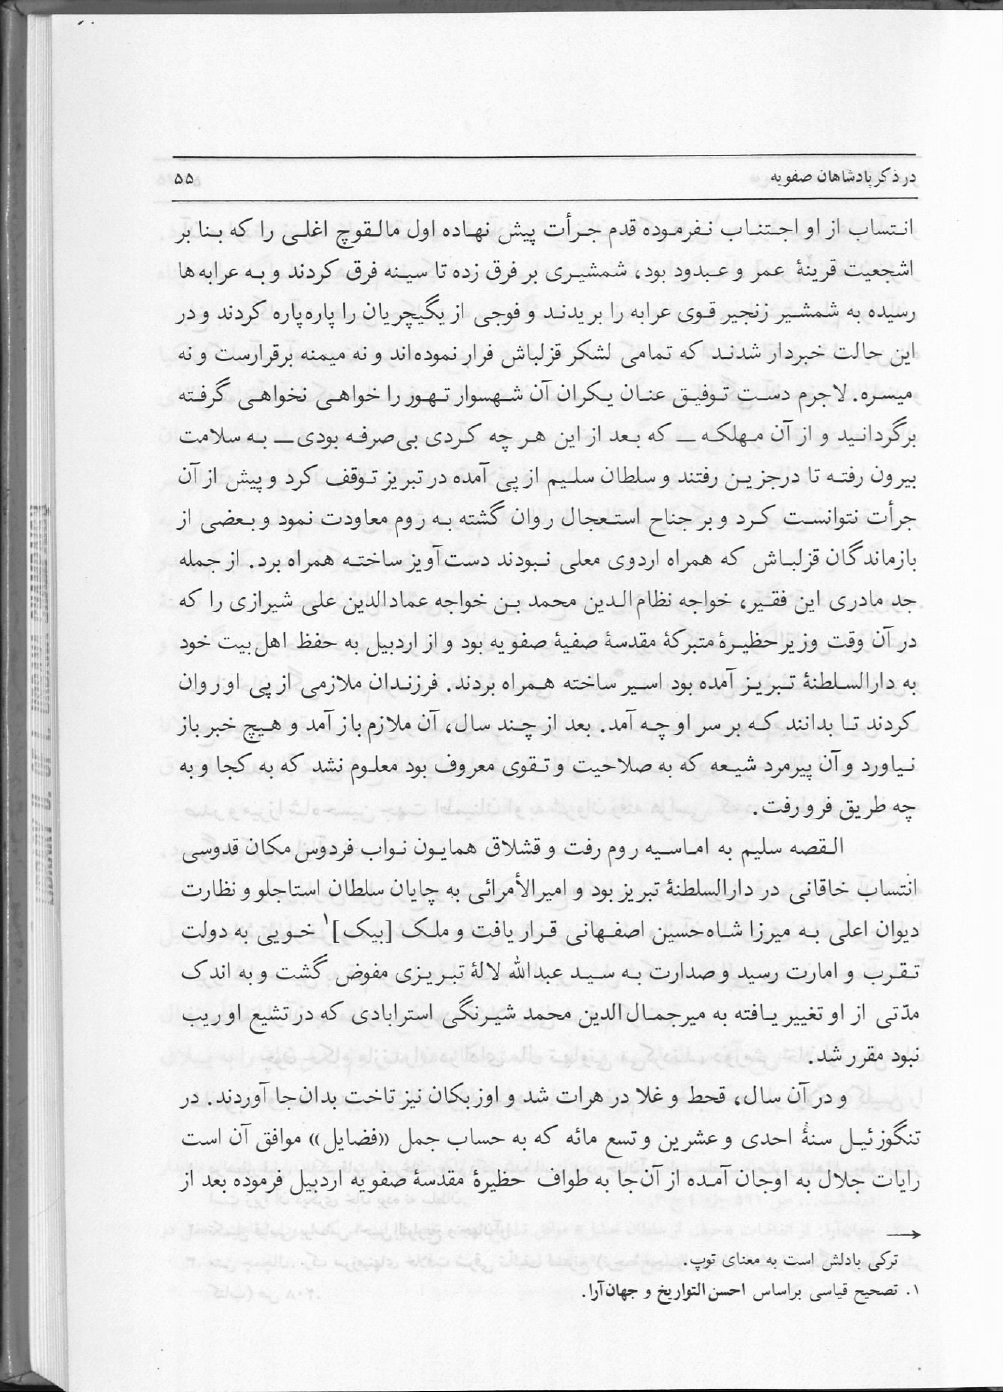 در ذکر پادشاهان صفویه
۵۵
انتساب از او اجتناب نفرموده قدم جرأت پیش نهاده اول مالقوچ اغلی را که بنا بر
اشجعیت قرینهٔ عمر و عبدود بود، شمشیری بر فرق زده تا سینه فرق کردند و به عرابه‌ها
رسیده به شمشیر زنجیر قوی عرابه را بریدند و فوجی از یگیچریان را پاره‌پاره کردند و در
این حالت خبردار شدند که تمامی لشکر قزلباش فرار نموده‌اند و نه میمنه برقرارست و نه
میسره. لاجرم دست توفیق عنان یکران آن شهسوار تهور را خواهی نخواهی گرفته
برگردانید و از آن مهلکه ــ که بعد از این هر چه کردی بی‌صرفه بودی ــ به سلامت
بیرون رفته تا درجزین رفتند و سلطان سلیم از پی آمده در تبریز توقف کرد و پیش از آن
جرأت نتوانست کرد و بر جناح استعجال روان گشته به روم معاودت نمود و بعضی از
بازماندگان قزلباش که همراه اردوی معلی نبودند دست‌آویز ساخته همراه برد. از جمله
جد مادری این فقیر، خواجه نظام‌الدین محمد بن خواجه عمادالدین علی شیرازی را که
در آن وقت وزیر حظیرهٔ متبرکهٔ مقدسهٔ صفیهٔ صفویه بود و از اردبیل به حفظ اهل بیت خود
به دارالسلطنهٔ تبریز آمده بود اسیر ساخته همراه بردند. فرزندان ملازمی از پی او روان
کردند تا بدانند که بر سر او چه آمد. بعد از چند سال، آن ملازم باز آمد و هیچ خبر باز
نیاورد و آن پیرمرد شیعه که به صلاحیت و تقوی معروف بود معلوم نشد که به کجا و به
چه طریق فرو رفت.
القصه سلیم به اماسیه روم رفت و قشلاق همایون نواب فردوس مکان قدوسی
انتساب خاقانی در دارالسلطنهٔ تبریز بود و امیرالأمرائی به چایان سلطان استاجلو و نظارت
دیوان اعلی به میرزا شاه‌حسین اصفهانی قرار یافت و ملک [بیک]۱ خویی به دولت
تقرب و امارت رسید و صدارت به سید عبدالله لالهٔ تبریزی مفوض گشت و به اندک
مدّتی از او تغییر یافته به میرجمال‌الدین محمد شیرنگی استرابادی که در تشیع او ریب
نبود مقرر شد.
و در آن سال، قحط و غلا در هرات شد و اوزبکان نیز تاخت بدان‌جا آوردند. در
تنگوزئیل سنهٔ احدی و عشرین و تسع مائه که به حساب جمل «فضایل» موافق آن است
رایات جلال به اوجان آمده از آن‌جا به طواف حظیرهٔ مقدسهٔ صفویه اردبیل فرموده بعد از
→
ترکی بادلش است به معنای توپ.
۱. تصحیح قیاسی براساس احسن‌التواریخ و جهان‌آرا.
LIBRARY U. OF I. URBANA-CHAMPAIGN